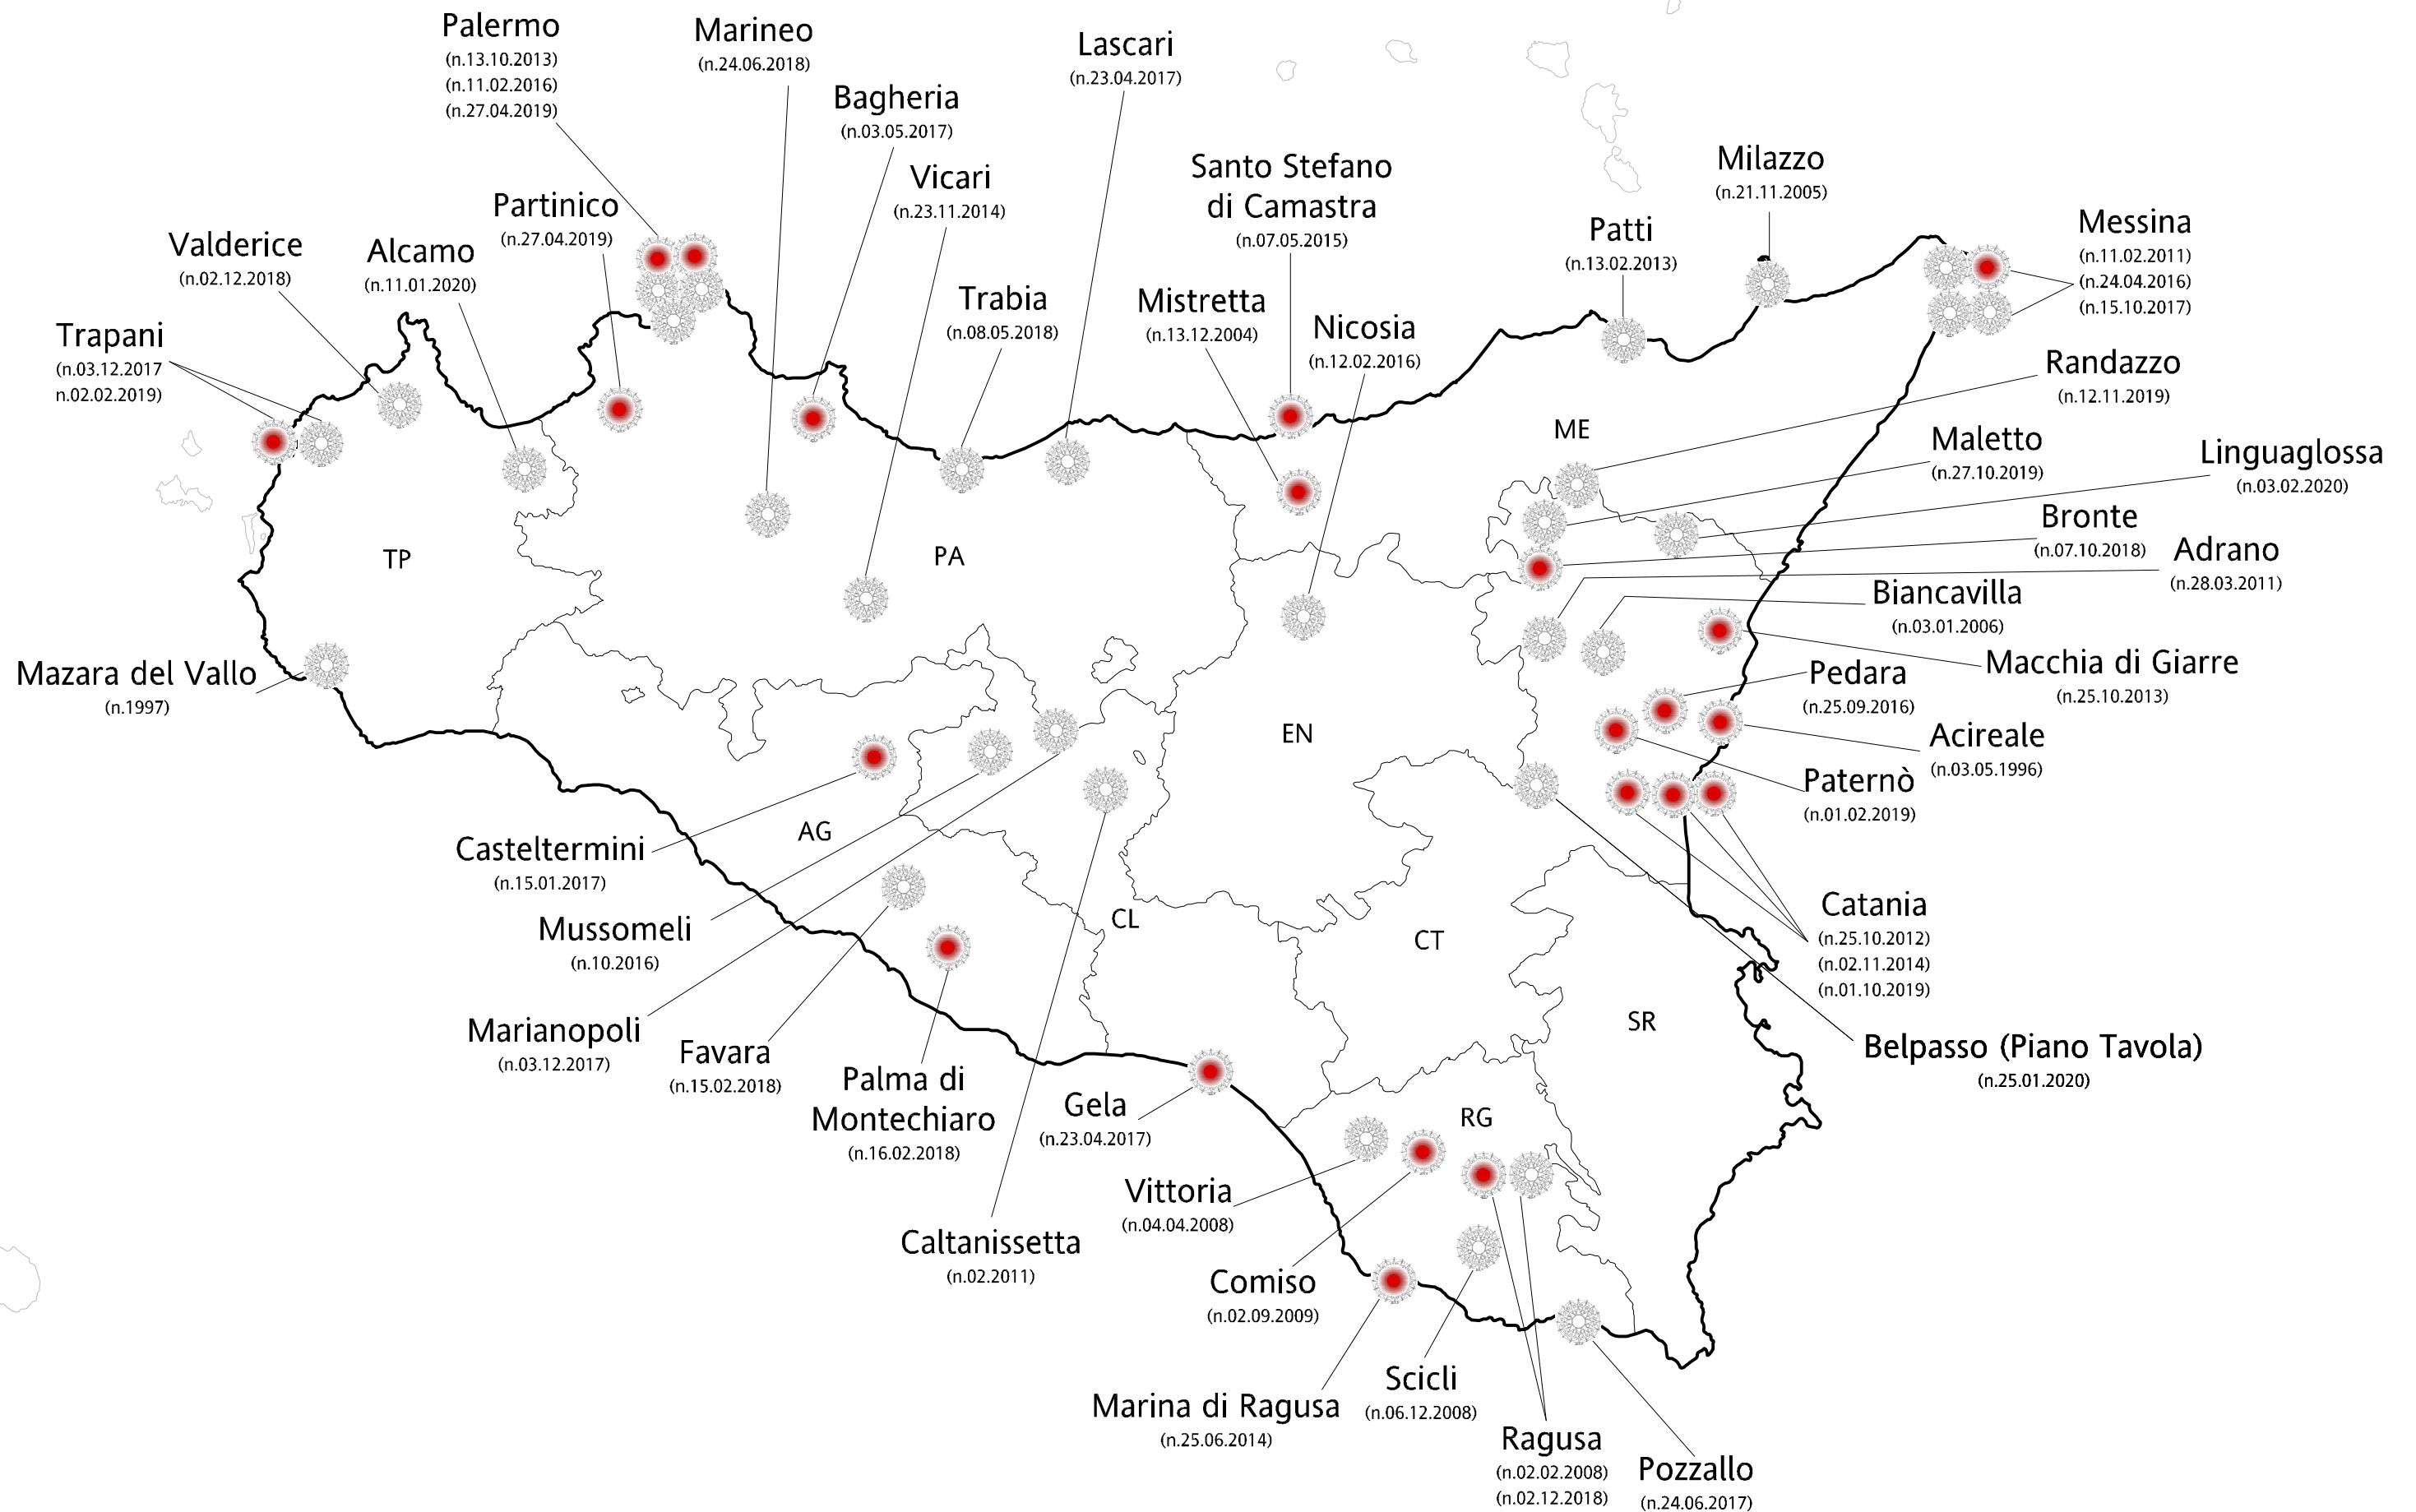 Palermo
(n.13.10.2013)
(n.11.02.2016)
(n.27.04.2019)
Marineo
(n.24.06.2018)
Lascari
(n.23.04.2017)
Bagheria
(n.03.05.2017)
Vicari
(n.23.11.2014)
Santo Stefano
di Camastra
(n.07.05.2015)
Milazzo
(n.21.11.2005)
Partinico
(n.27.04.2019)
Patti
(n.13.02.2013)
Messina
(n.11.02.2011)
(n.24.04.2016)
(n.15.10.2017)
Valderice
(n.02.12.2018)
Alcamo
(n.11.01.2020)
Trabia
(n.08.05.2018)
Mistretta
(n.13.12.2004)
Nicosia
(n.12.02.2016)
Trapani
(n.03.12.2017
n.02.02.2019)
Randazzo
(n.12.11.2019)
ME
Maletto
(n.27.10.2019)
Linguaglossa
(n.03.02.2020)
Bronte
(n.07.10.2018)
Adrano
(n.28.03.2011)
TP
PA
Biancavilla
(n.03.01.2006)
Macchia di Giarre
(n.25.10.2013)
Mazara del Vallo
(n.1997)
Pedara
(n.25.09.2016)
EN
Acireale
(n.03.05.1996)
Paternò
(n.01.02.2019)
AG
Casteltermini
(n.15.01.2017)
Catania
(n.25.10.2012)
(n.02.11.2014)
(n.01.10.2019)
CL
CT
Mussomeli
(n.10.2016)
Marianopoli
(n.03.12.2017)
SR
Favara
(n.15.02.2018)
Belpasso (Piano Tavola)
(n.25.01.2020)
Palma di
Montechiaro
(n.16.02.2018)
Gela
(n.23.04.2017)
RG
Vittoria
(n.04.04.2008)
Caltanissetta
(n.02.2011)
Comiso
(n.02.09.2009)
Scicli
(n.06.12.2008)
Marina di Ragusa
(n.25.06.2014)
Ragusa
(n.02.02.2008)
(n.02.12.2018)
Pozzallo
(n.24.06.2017)